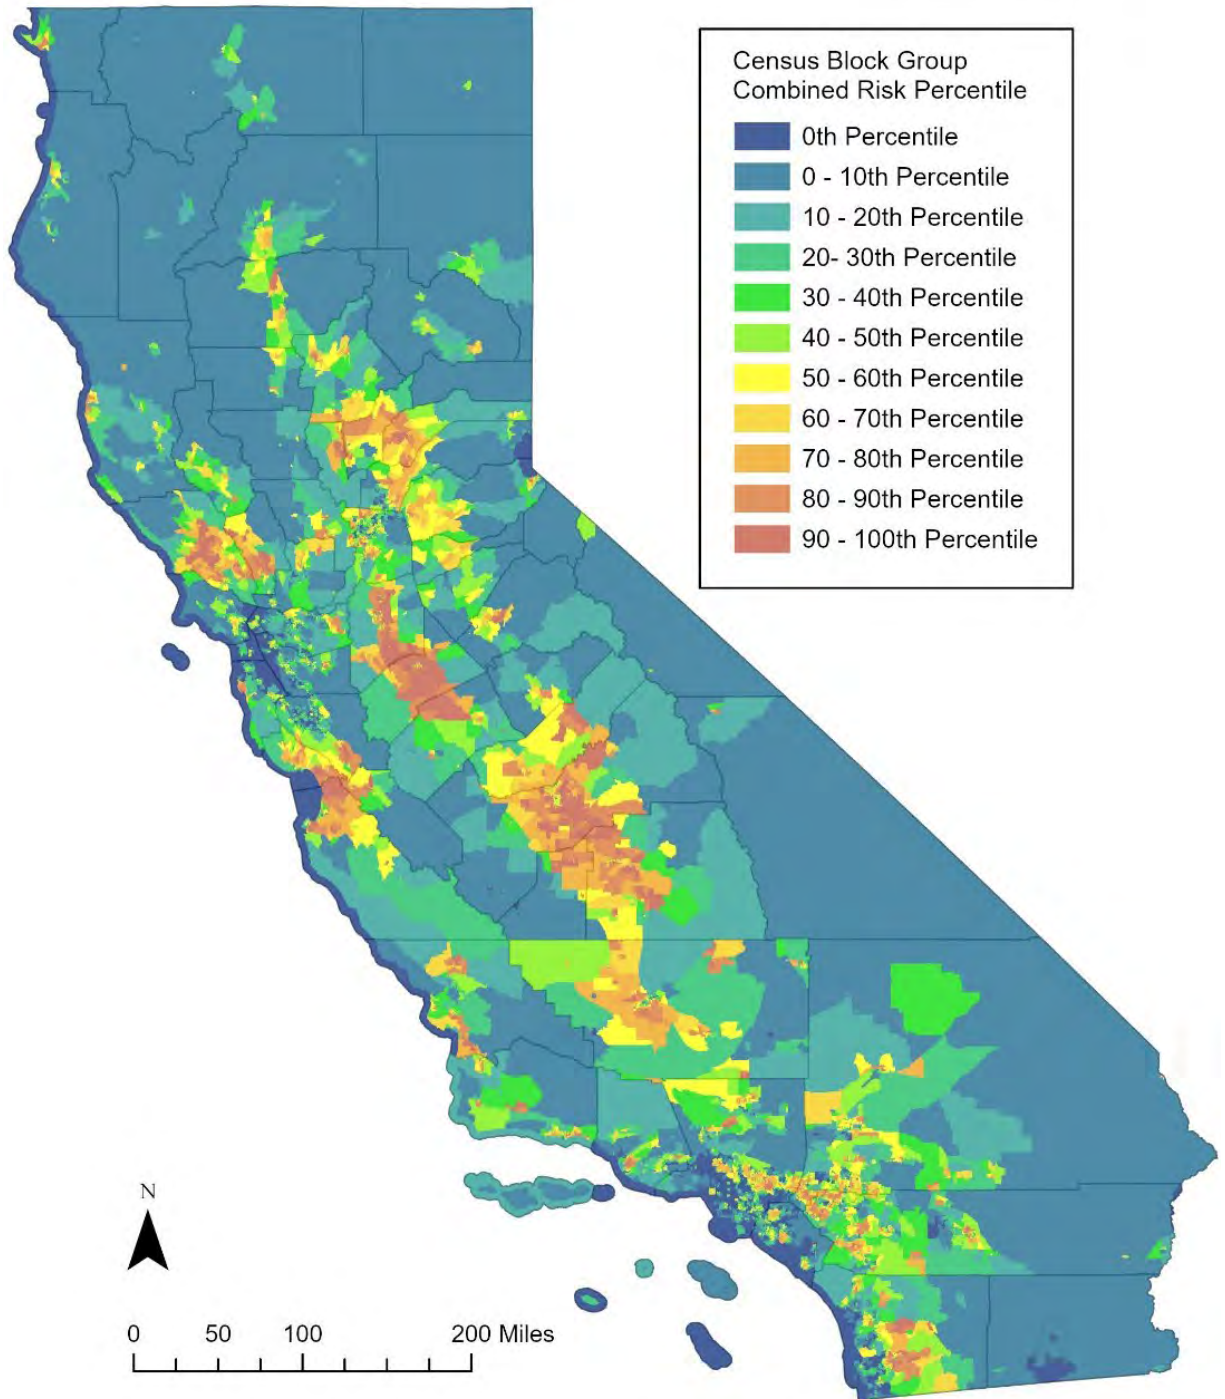 Census Block Group
Combined Risk Percentile
0th Percentile
0 - 10th Percentile
10 - 20th Percentile
20- 30th Percentile
30 - 40th Percentile
40 - 50th Percentile
50 - 60th Percentile
60 - 70th Percentile
70 - 80th Percentile
80 - 90th Percentile
90 - 100th Percentile
N
0 50 100 200 Miles